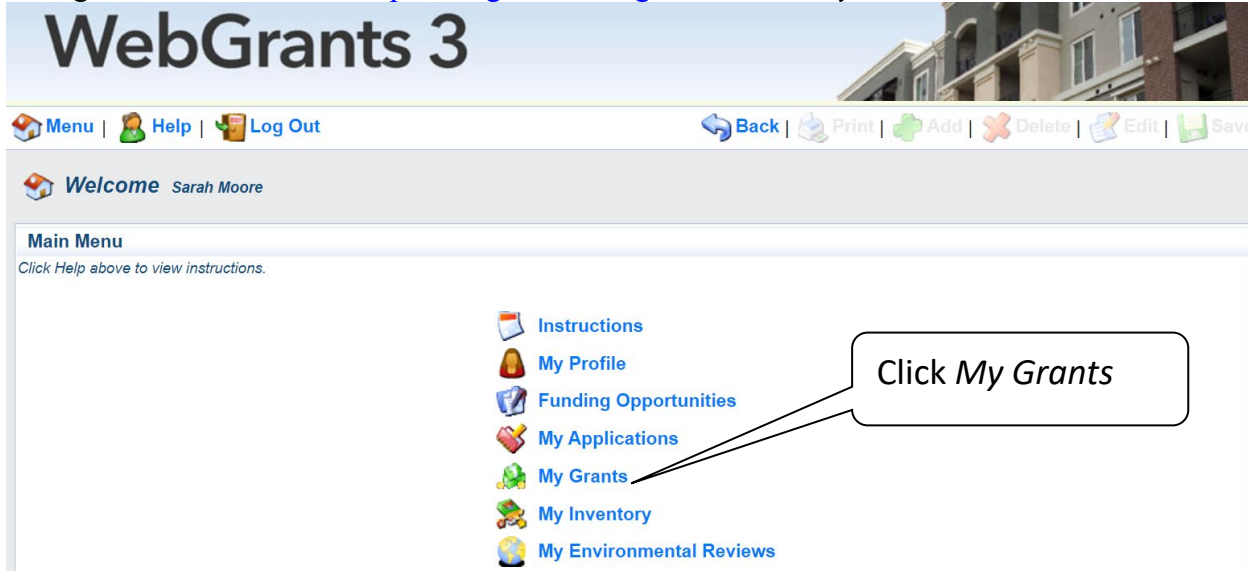 WebGrants 3
Menu | Help | Log Out
Back | Print | Add | Delete | Edit | Save
Welcome Sarah Moore
Main Menu
Click Help above to view instructions.
Instructions
My Profile
Funding Opportunities
My Applications
My Grants
My Inventory
My Environmental Reviews
Click My Grants